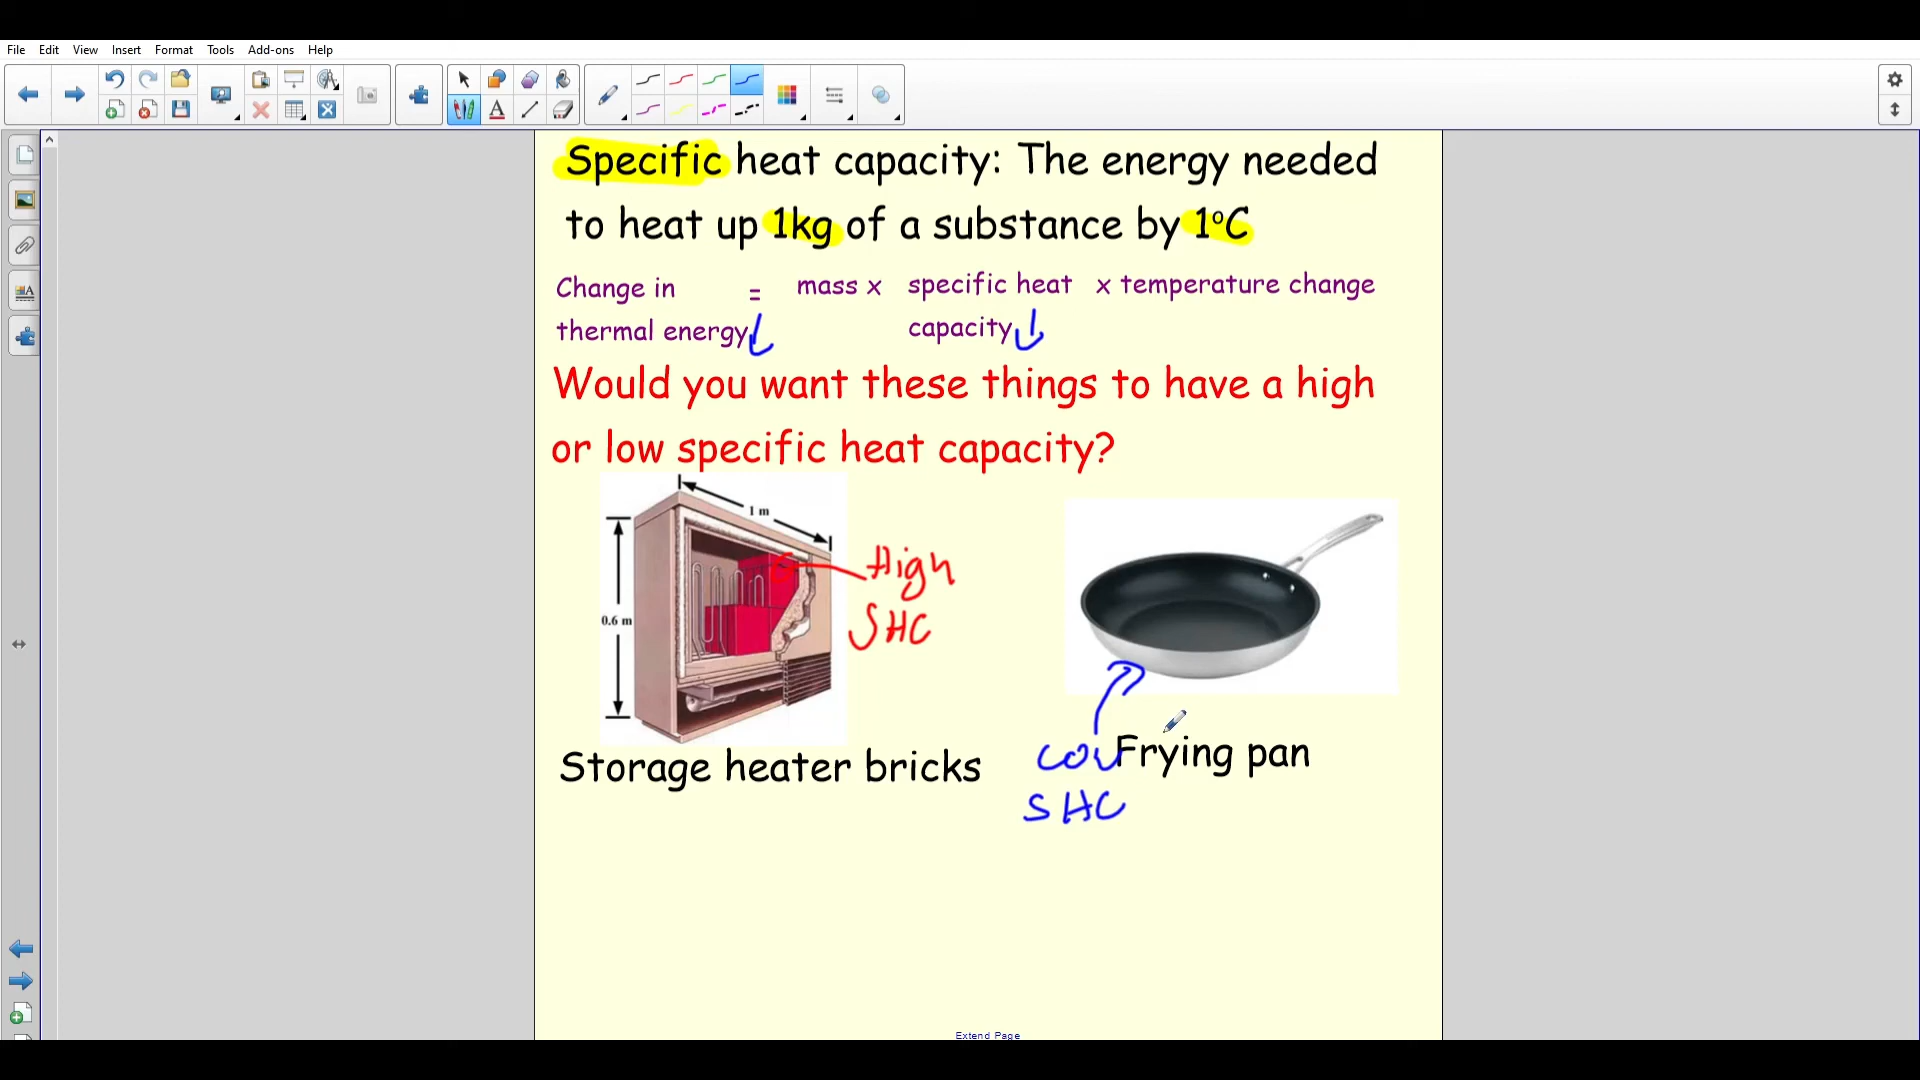 File Edit View Insert Format Tools Add-ons Help
Specific heat capacity: The energy needed
to heat up 1kg of a substance by 1°C
Change in = mass x specific heat x temperature change
thermal energy capacity
Would you want these things to have a high
or low specific heat capacity?
1 m
0.6 m
High
SHC
Storage heater bricks
Frying pan
SHC
Extend Page